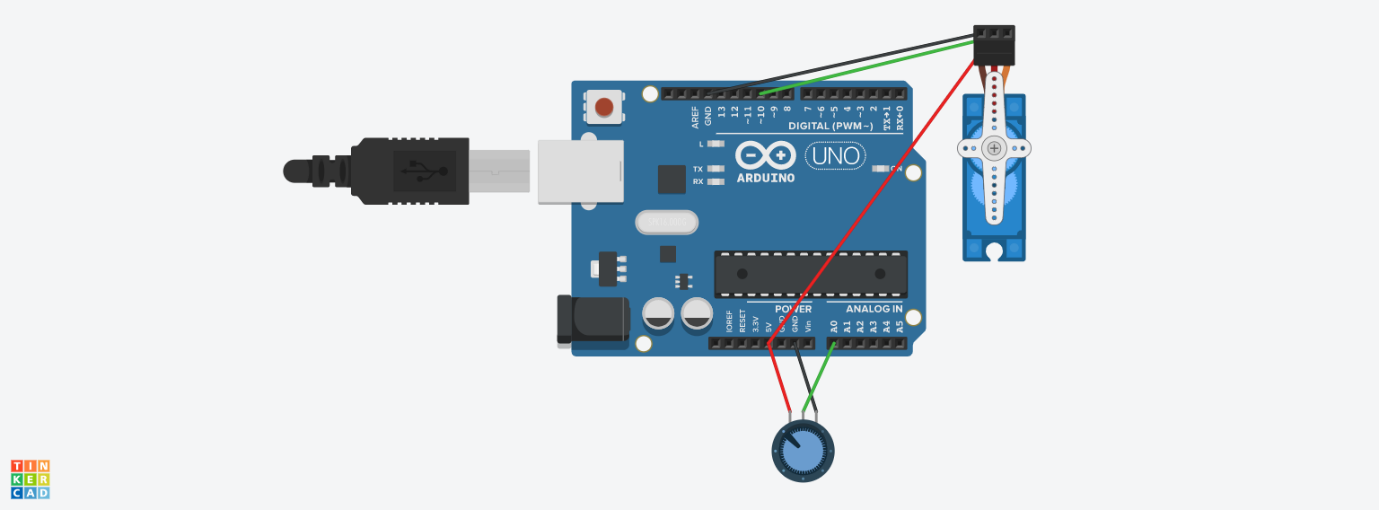 AREF
GND
13
12
~11
~10
~9
8
7
~6
~5
4
~3
2
TX→1
RX←0
DIGITAL (PWM~)
L
TX
RX
UNO
ARDUINO
ON
POWER
ANALOG IN
IOREF
RESET
3.3V
5V
GND
GND
Vin
A0
A1
A2
A3
A4
A5
TIN
KER
CAD